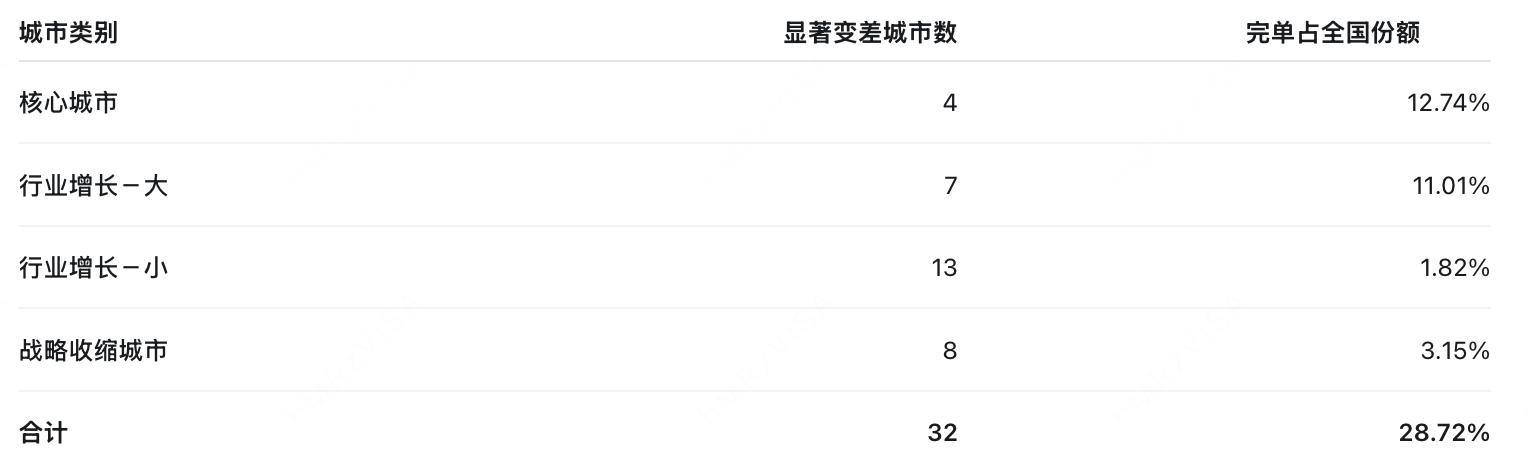 城市类别 显著变差城市数 完单占全国份额
核心城市 4 12.74%
行业增长－大 7 11.01%
行业增长－小 13 1.82%
战略收缩城市 8 3.15%
合计 32 28.72%